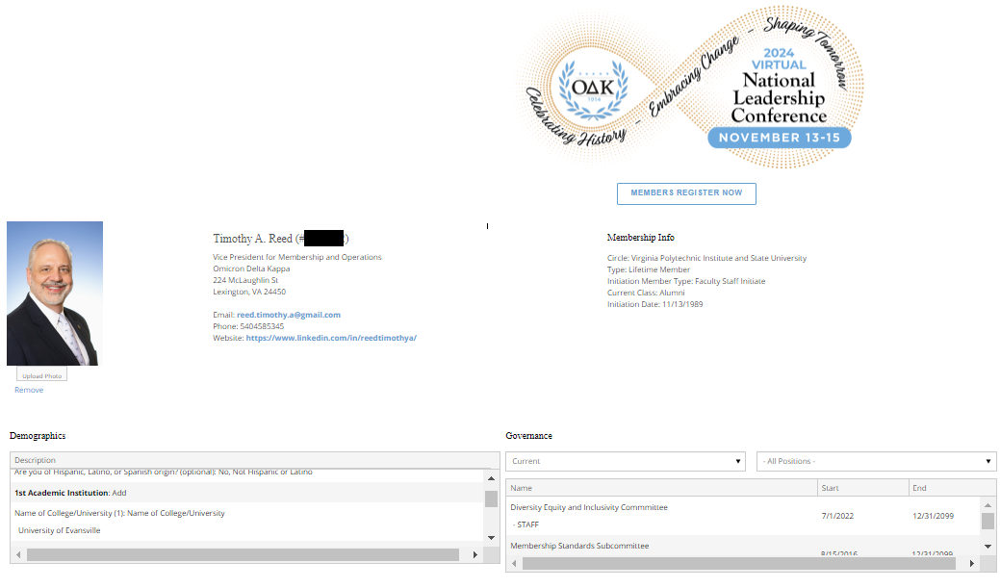 Celebrating History - Embracing Change - Shaping Tomorrow
ΟΔΚ
1914
2024
VIRTUAL
National
Leadership
Conference
NOVEMBER 13-15
MEMBERS REGISTER NOW
Timothy A. Reed (# )
Vice President for Membership and Operations
Omicron Delta Kappa
224 McLaughlin St
Lexington, VA 24450
Email: reed.timothy.a@gmail.com
Phone: 5404585345
Website: https://www.linkedin.com/in/reedtimothya/
Upload Photo
Remove
Membership Info
Circle: Virginia Polytechnic Institute and State University
Type: Lifetime Member
Initiation Member Type: Faculty Staff Initiate
Current Class: Alumni
Initiation Date: 11/13/1989
Demographics
Description
Are you of Hispanic, Latino, or Spanish origin? (optional): No, Not Hispanic or Latino
1st Academic Institution: Add
Name of College/University (1): Name of College/University
University of Evansville
Governance
Current
- All Positions -
Name Start End
Diversity Equity and Inclusivity Commmittee
- STAFF
7/1/2022 12/31/2099
Membership Standards Subcommittee
8/15/2016 12/31/2099